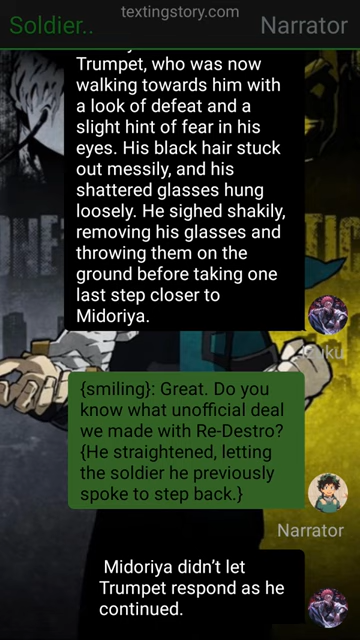 textingstory.com
Soldier..
Narrator
Trumpet, who was now
walking towards him with
a look of defeat and a
slight hint of fear in his
eyes. His black hair stuck
out messily, and his
shattered glasses hung
loosely. He sighed shakily,
removing his glasses and
throwing them on the
ground before taking one
last step closer to
Midoriya.
{smiling}: Great. Do you
know what unofficial deal
we made with Re-Destro?
{He straightened, letting
the soldier he previously
spoke to step back.}
Narrator
Midoriya didn’t let
Trumpet respond as he
continued.